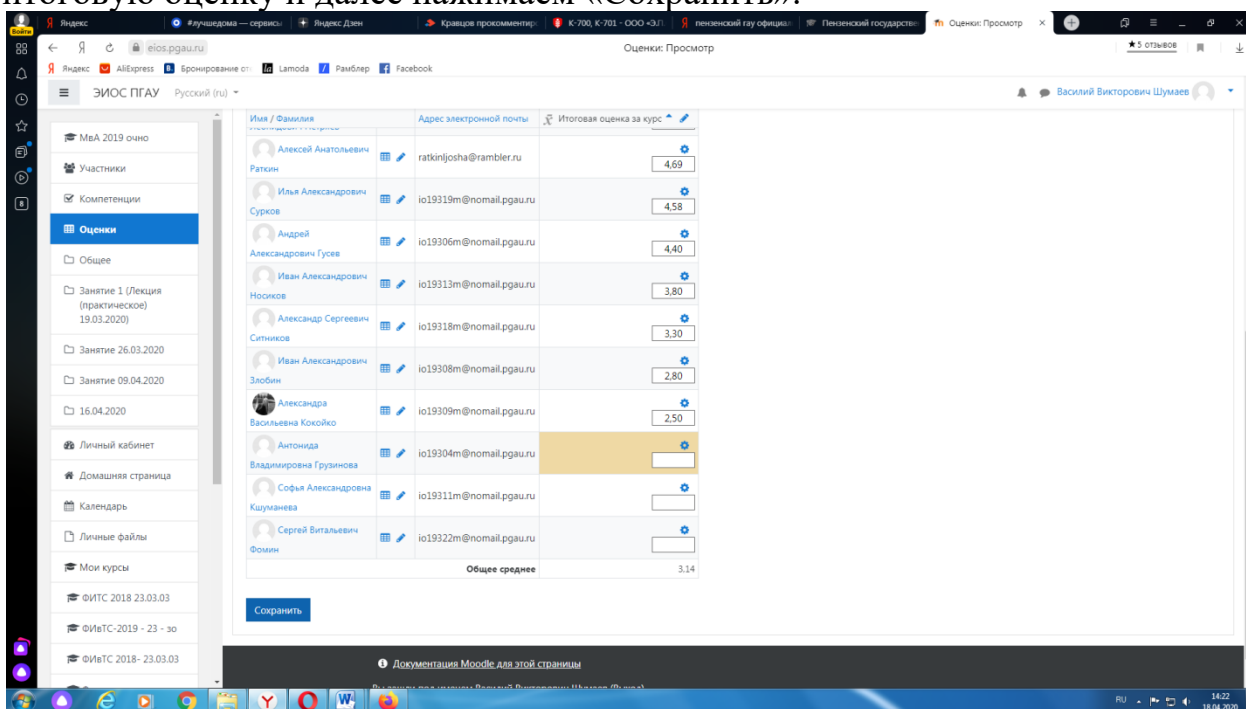 итоговую оценку и далее нажимаем «Сохранить».
Войти
Яндекс
#лучшедома — сервисы
Яндекс Дзен
Кравцов прокомментир
К-700, К-701 - ООО «ЭЛ
пензенский гау официал
Пензенский государстве
Оценки: Просмотр
eios.pgau.ru
Оценки: Просмотр
★5 отзывов
Яндекс AliExpress Бронирование от Lamoda Рамблер Facebook
ЭИОС ПГАУ Русский (ru)
Василий Викторович Шумаев
МвА 2019 очно
Участники
Компетенции
Оценки
Общее
Занятие 1 (Лекция
(практическое)
19.03.2020)
Занятие 26.03.2020
Занятие 09.04.2020
16.04.2020
Личный кабинет
Домашняя страница
Календарь
Личные файлы
Мои курсы
ФИТС 2018 23.03.03
ФИвТС-2019 - 23 - зо
ФИвТС 2018- 23.03.03
Имя / Фамилия Адрес электронной почты Итоговая оценка за курс
Алексей Анатольевич
Раткин
ratkinljosha@rambler.ru
4,69
Илья Александрович
Сурков
io19319m@nomail.pgau.ru
4,58
Андрей
Александрович Гусев
io19306m@nomail.pgau.ru
4,40
Иван Александрович
Носиков
io19313m@nomail.pgau.ru
3,80
Александр Сергеевич
Ситников
io19318m@nomail.pgau.ru
3,30
Иван Александрович
Злобин
io19308m@nomail.pgau.ru
2,80
Александра
Васильевна Кокойко
io19309m@nomail.pgau.ru
2,50
Антонида
Владимировна Грузинова
io19304m@nomail.pgau.ru
Софья Александровна
Кшуманева
io19311m@nomail.pgau.ru
Сергей Витальевич
Фомин
io19322m@nomail.pgau.ru
Общее среднее 3,14
Сохранить
Документация Moodle для этой страницы
Вы зашли под именем Василий Викторович Шумаев (Выход)
RU
14:22
18.04.2020